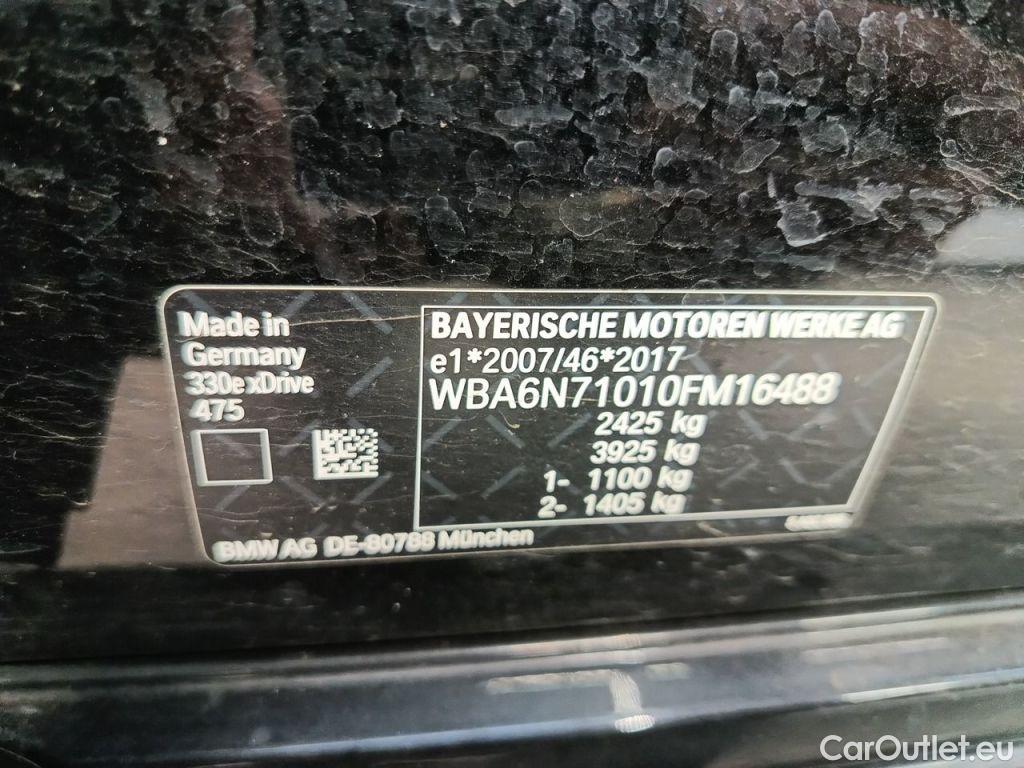 Made in
Germany
330e xDrive
475
BAYERISCHE MOTOREN WERKE AG
e1*2007/46*2017
WBA6N71010FM16488
2425 kg
3925 kg
1- 1100 kg
2- 1405 kg
BMW AG DE-80788 München
CarOutlet.eu